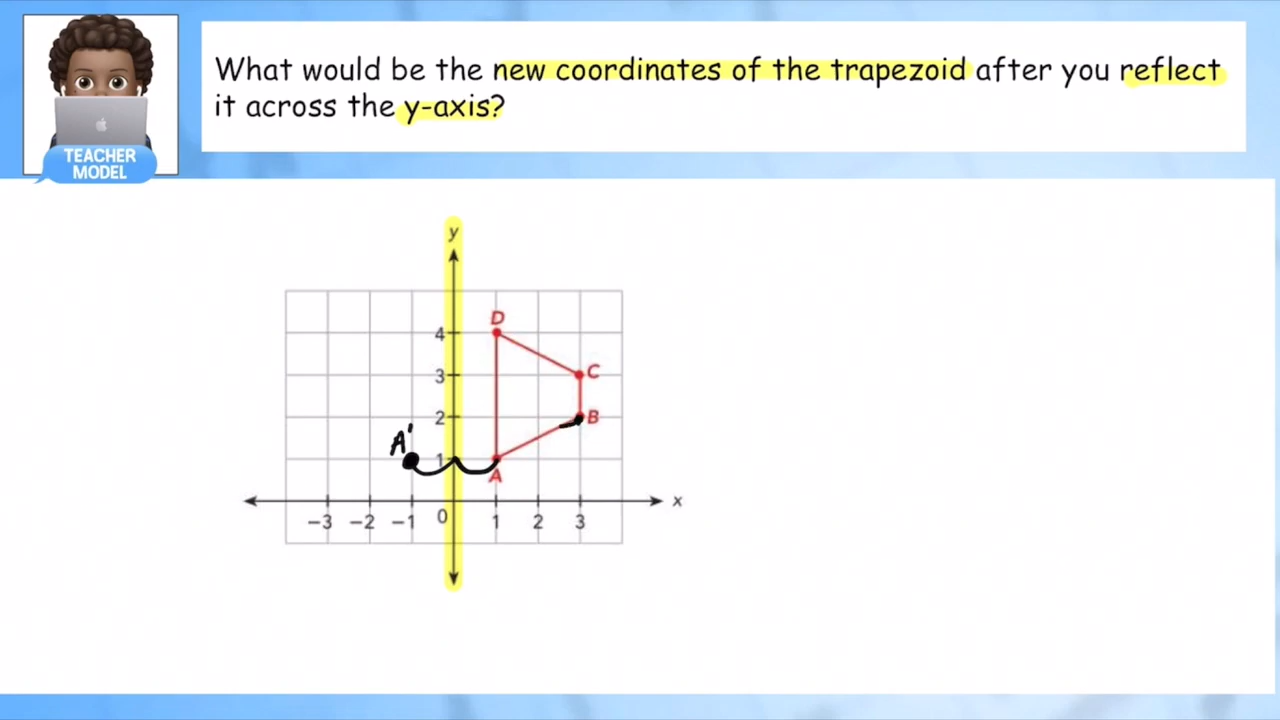 What would be the new coordinates of the trapezoid after you reflect
it across the y-axis?
TEACHER
MODEL
y
D
4
3
C
2
B
A'
1
A
x
−3 −2 −1 0 1 2 3